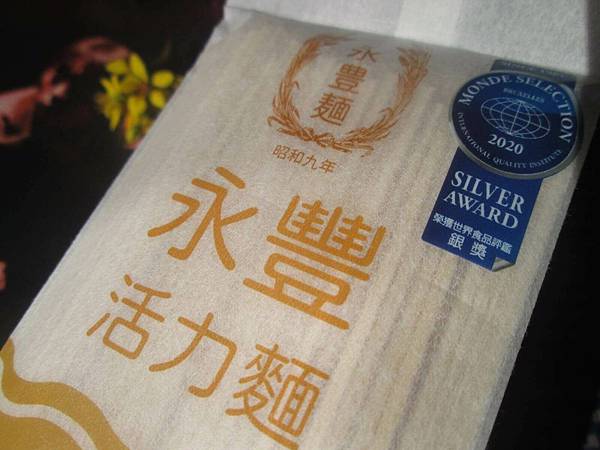 永
豐
麵
昭和九年
永豐
活力麵
MONDE SELECTION
BRUXELLES
2020
INTERNATIONAL QUALITY INSTITUTE
SILVER
AWARD
榮獲世界食品評鑑
銀獎